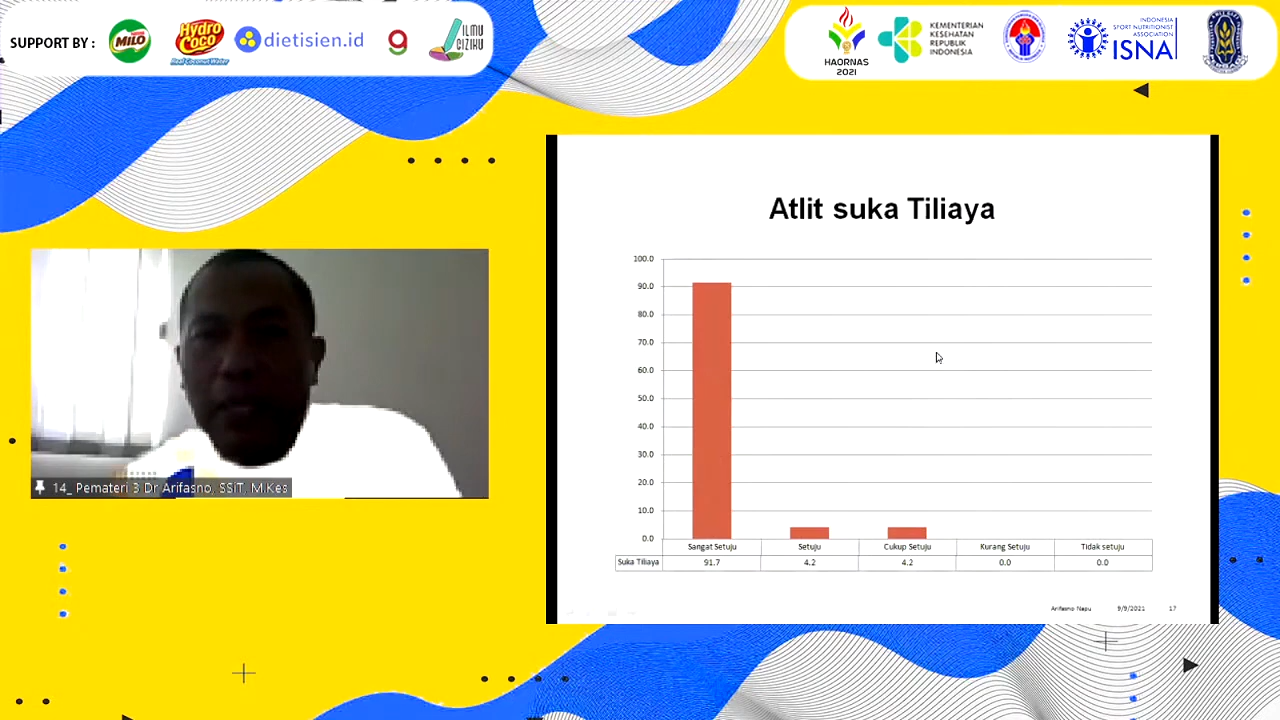 SUPPORT BY :
NESTLE
MILO
HYDRO
COCO
Real Coconut Water
dietisien.id
g
ILMU
GIZIKU
HAORNAS
2021
KEMENTERIAN
KESEHATAN
REPUBLIK
INDONESIA
INDONESIA
SPORT NUTRITIONIST
ASSOCIATION
ISNA
Atlit suka Tiliaya
100.0
90.0
80.0
70.0
60.0
50.0
40.0
30.0
20.0
10.0
0.0
Sangat Setuju Setuju Cukup Setuju Kurang Setuju Tidak setuju
Suka Tiliaya 91.7 4.2 4.2 0.0 0.0
Arifasno Napu 9/9/2021 17
14_ Pemateri 3 Dr Arifasno, SSiT, M.Kes